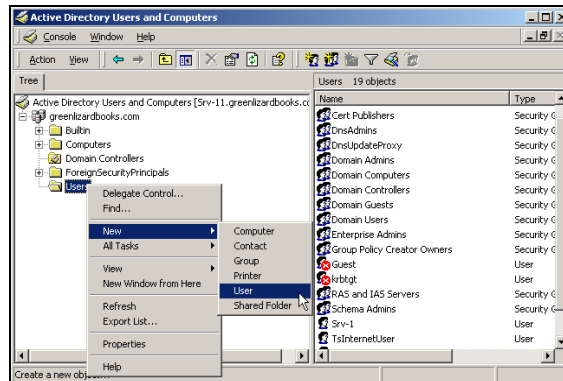 Active Directory Users and Computers
Console Window Help
Action View
Tree
Users 19 objects
Active Directory Users and Computers [Srv-11.greenlizardbooks.co
greenlizardbooks.com
Builtin
Computers
Domain Controllers
ForeignSecurityPrincipals
Users
Delegate Control...
Find...
New
All Tasks
View
New Window from Here
Refresh
Export List...
Properties
Help
Computer
Contact
Group
Printer
User
Shared Folder
Name Type
Cert Publishers Security G
DnsAdmins Security G
DnsUpdateProxy Security G
Domain Admins Security G
Domain Computers Security G
Domain Controllers Security G
Domain Guests Security G
Domain Users Security G
Enterprise Admins Security G
Group Policy Creator Owners Security G
Guest User
krbtgt User
RAS and IAS Servers Security G
Schema Admins Security G
Srv-1 User
TsInternetUser User
Create a new obj